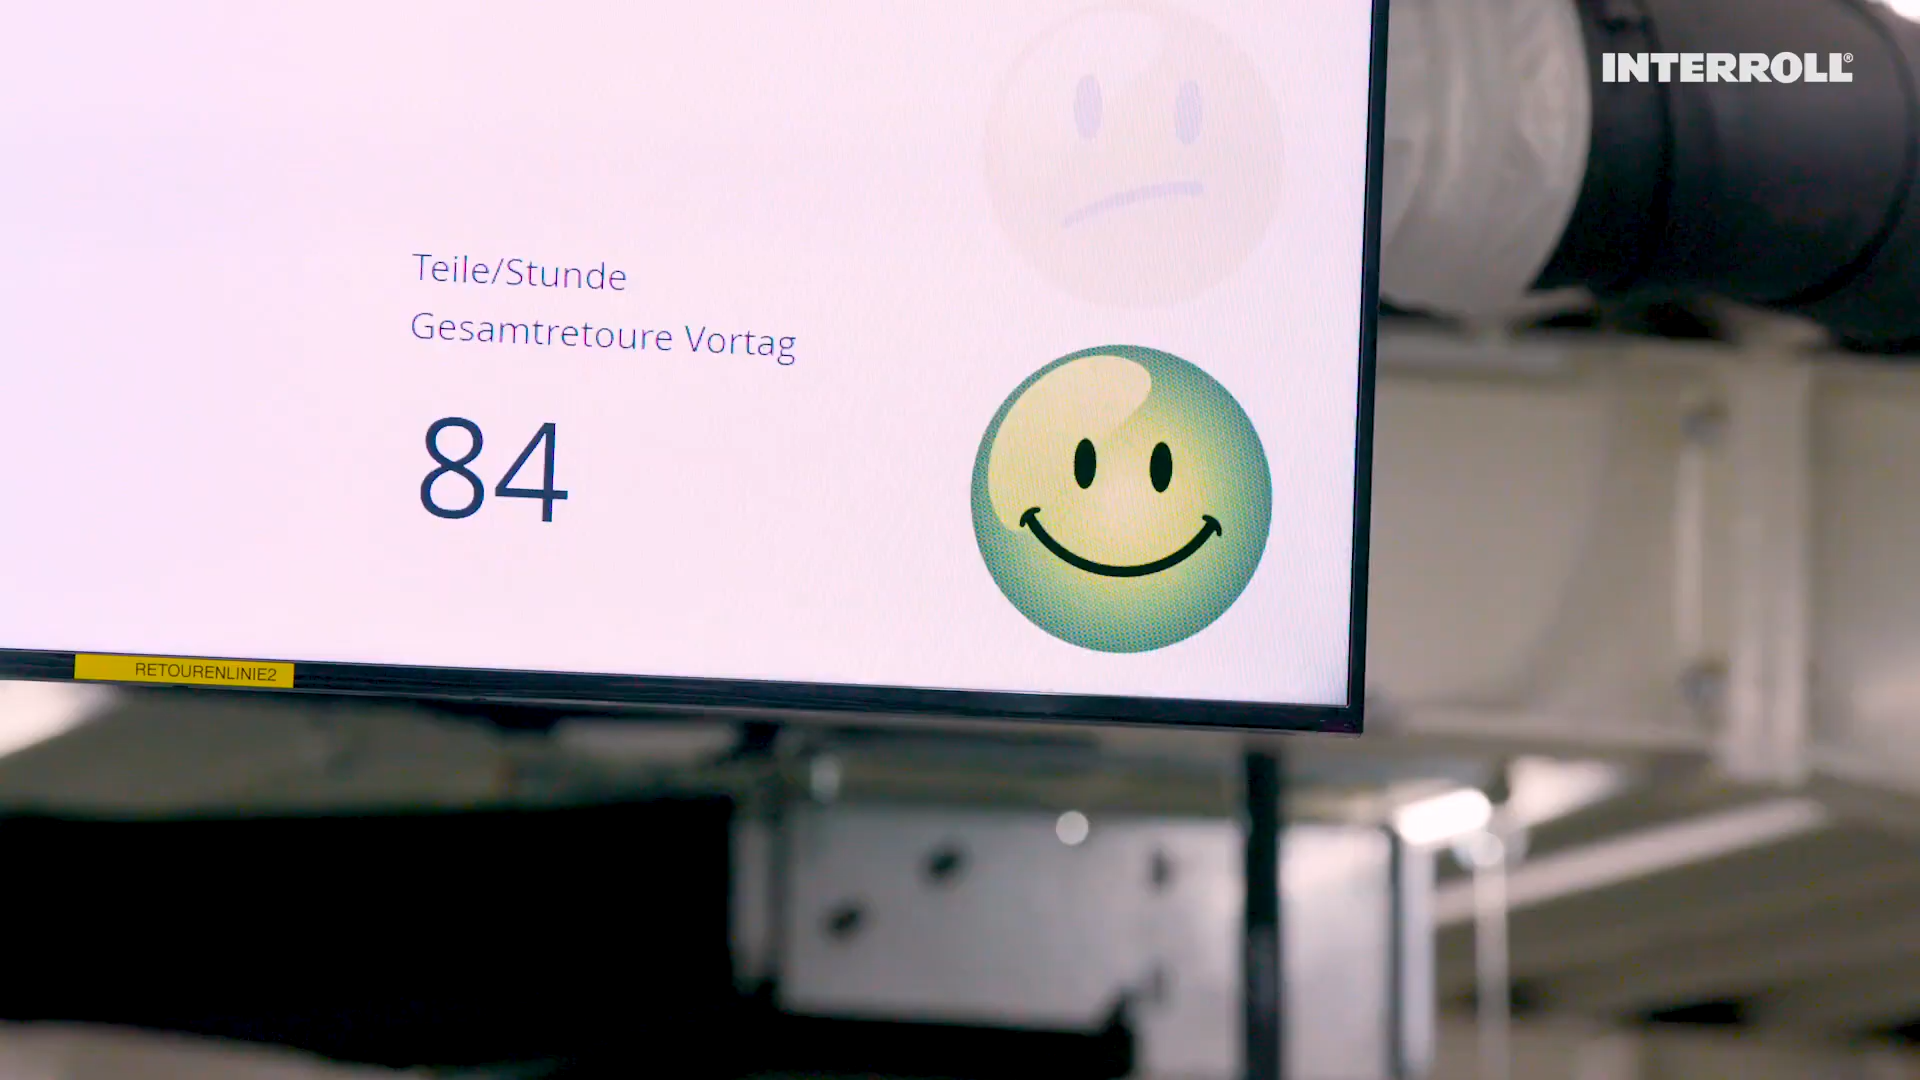 INTERROLL®
Teile/Stunde
Gesamtretoure Vortag
84
RETOURENLINIE2